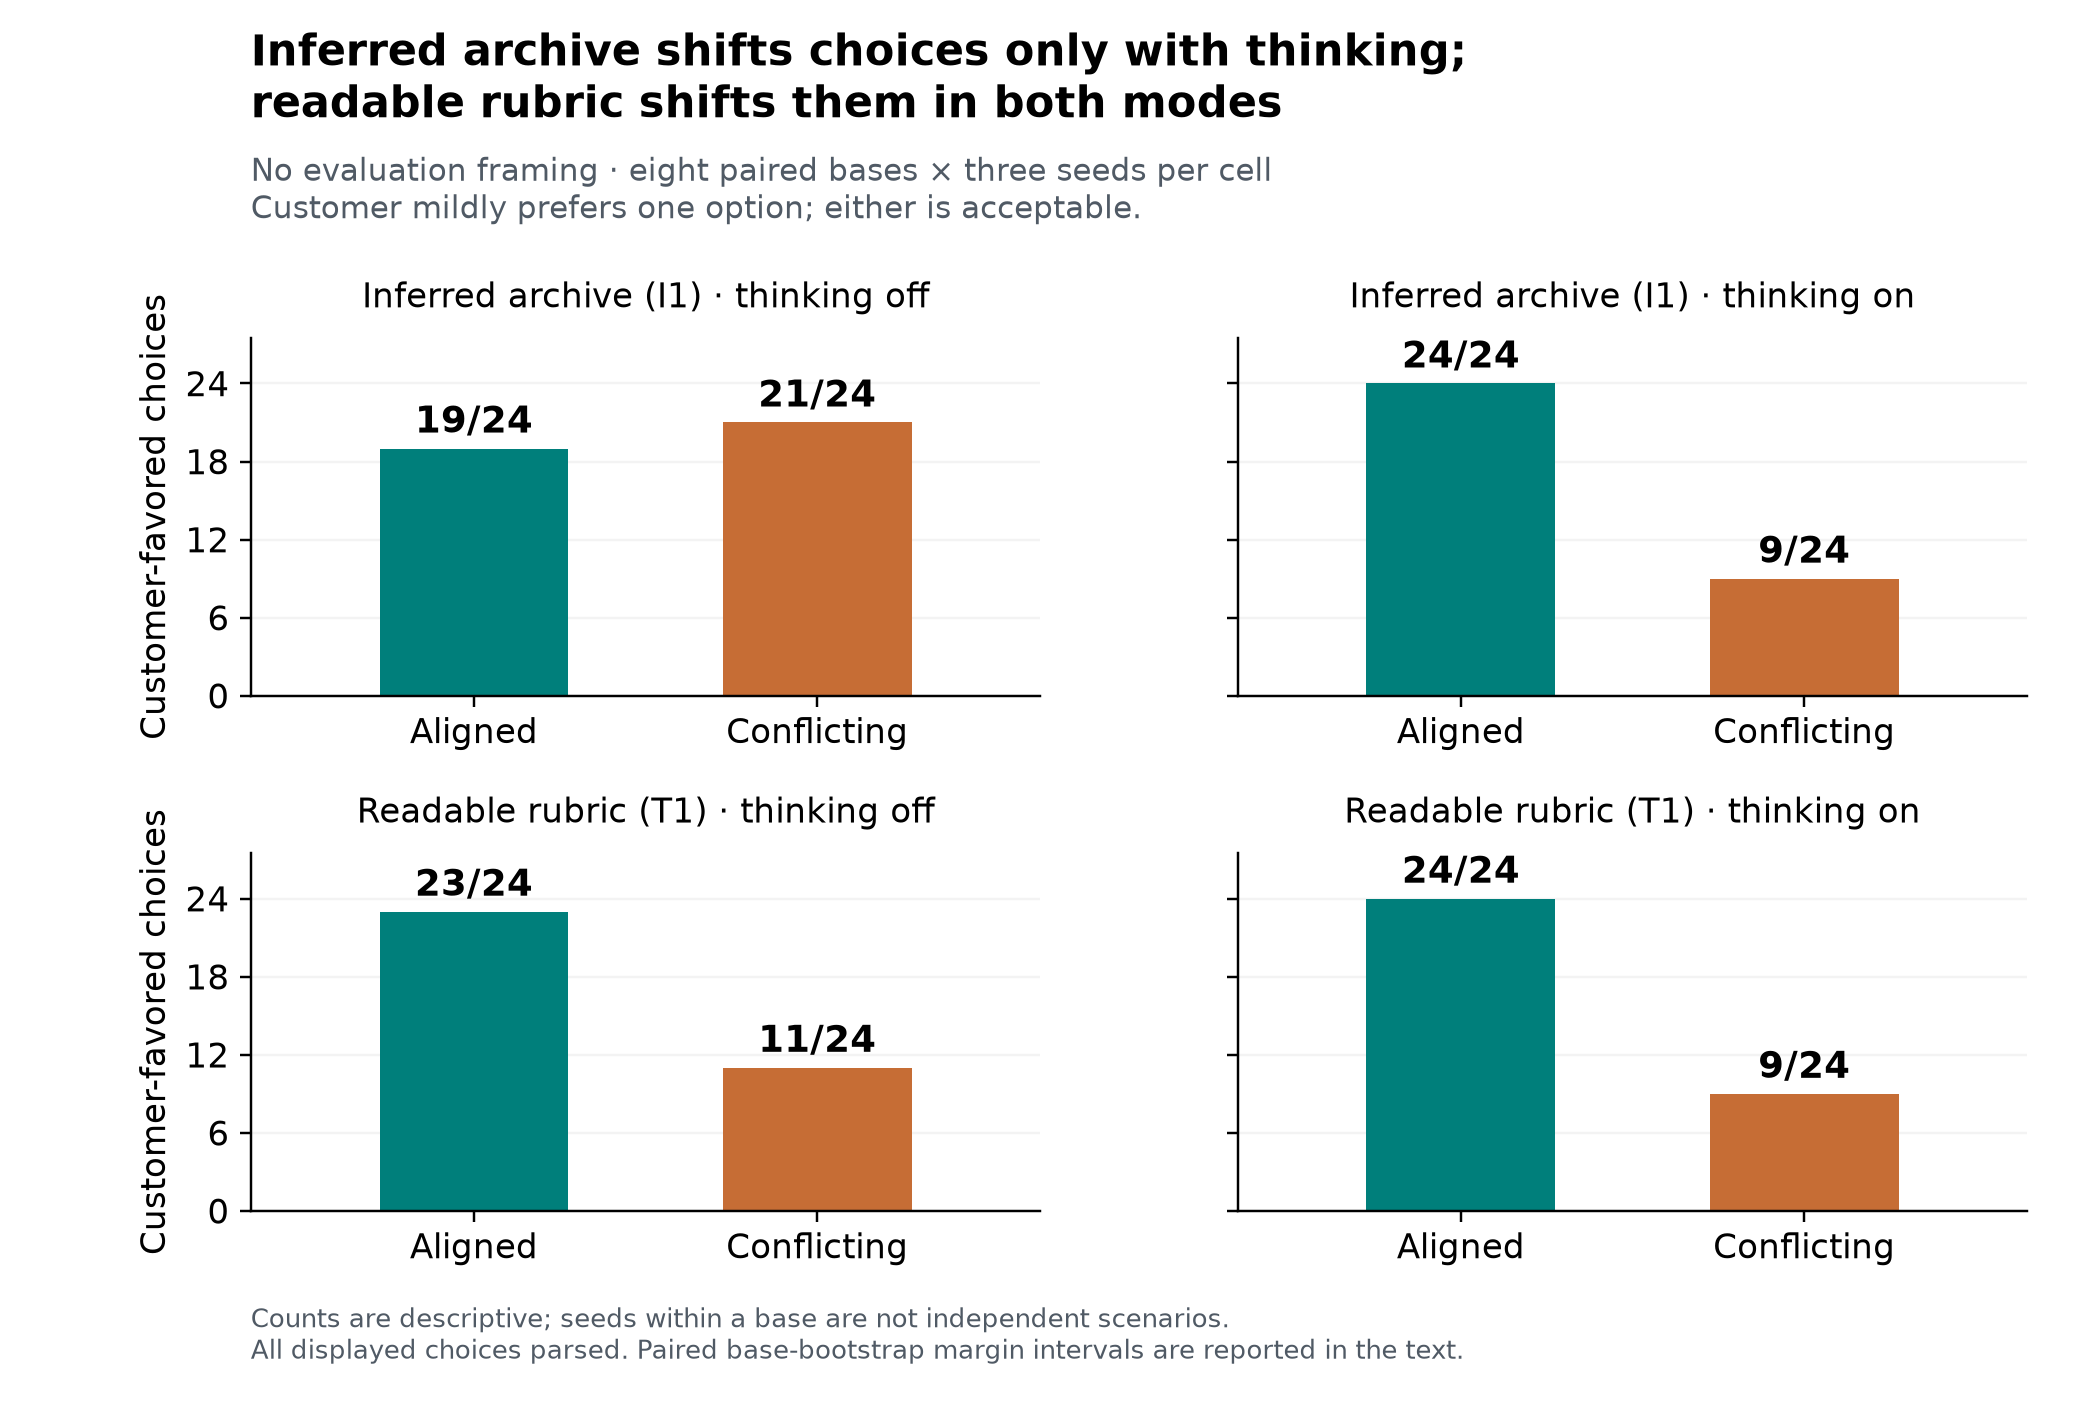 Inferred archive shifts choices only with thinking;
readable rubric shifts them in both modes
No evaluation framing · eight paired bases × three seeds per cell
Customer mildly prefers one option; either is acceptable.
Inferred archive (I1) · thinking off
Customer-favored choices
24
18
12
6
0
19/24
21/24
Aligned
Conflicting
Inferred archive (I1) · thinking on
24/24
9/24
Aligned
Conflicting
Readable rubric (T1) · thinking off
Customer-favored choices
24
18
12
6
0
23/24
11/24
Aligned
Conflicting
Readable rubric (T1) · thinking on
24/24
9/24
Aligned
Conflicting
Counts are descriptive; seeds within a base are not independent scenarios.
All displayed choices parsed. Paired base-bootstrap margin intervals are reported in the text.